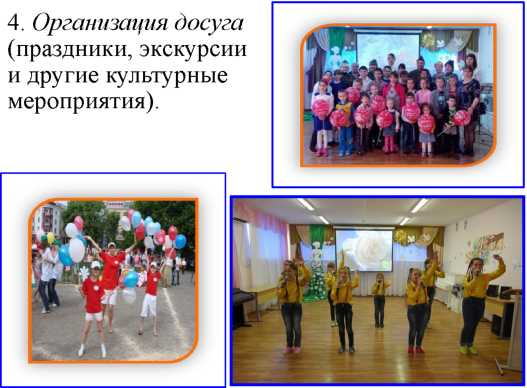 4. Организация досуга
(праздники, экскурсии
и другие культурные
мероприятия).